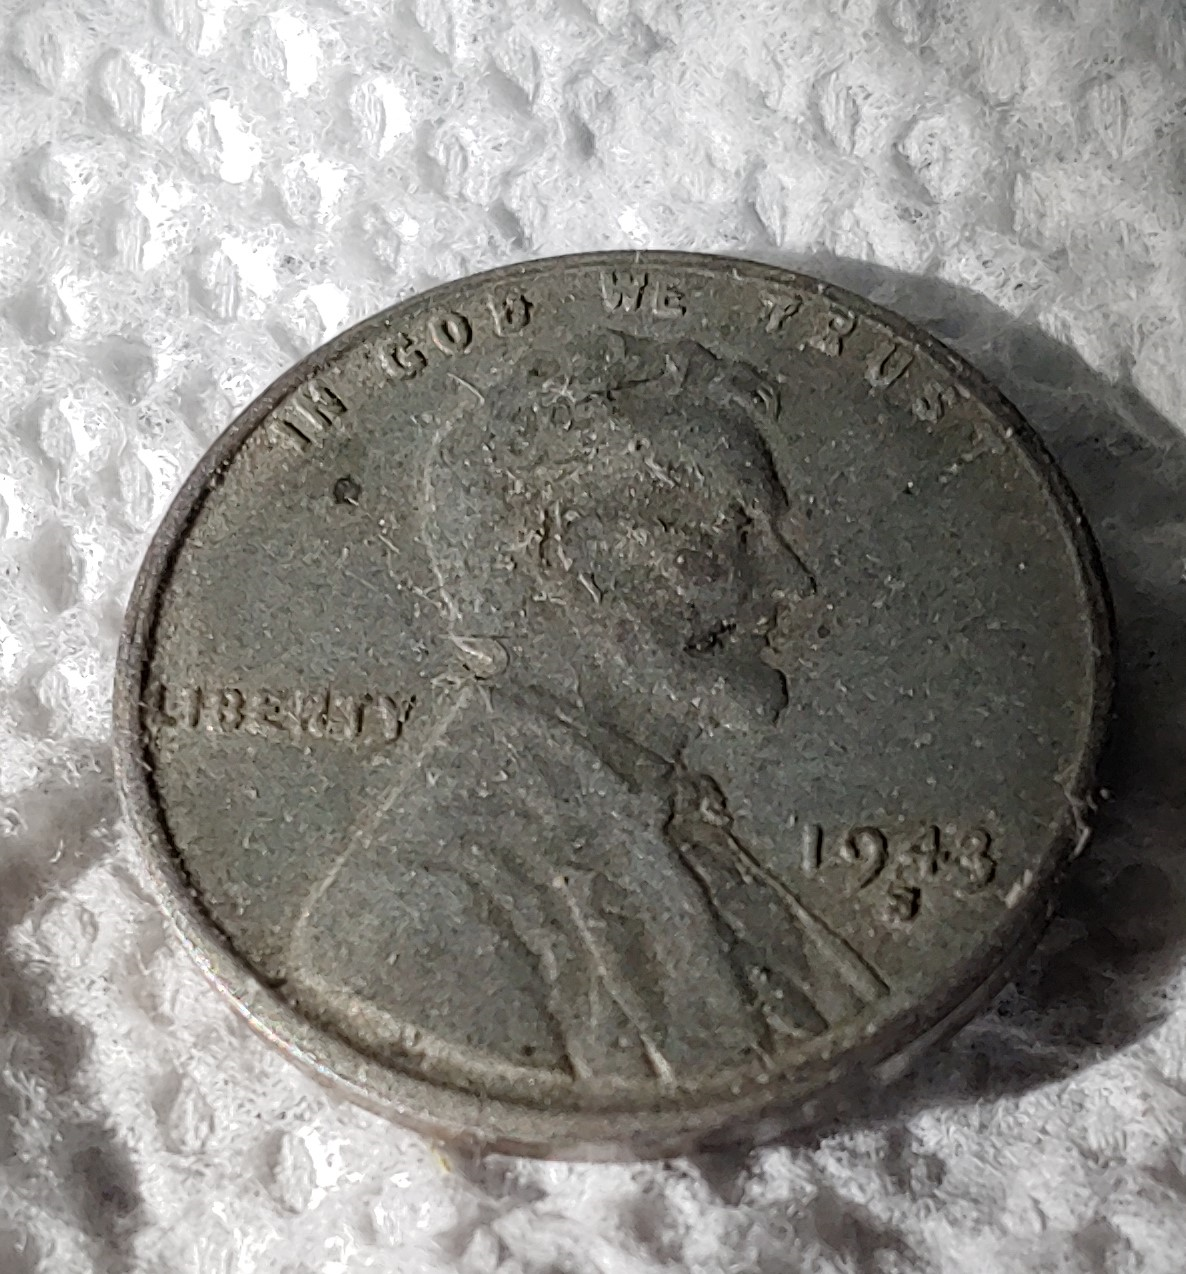 IN GOD WE TRUST
LIBERTY
1943
S